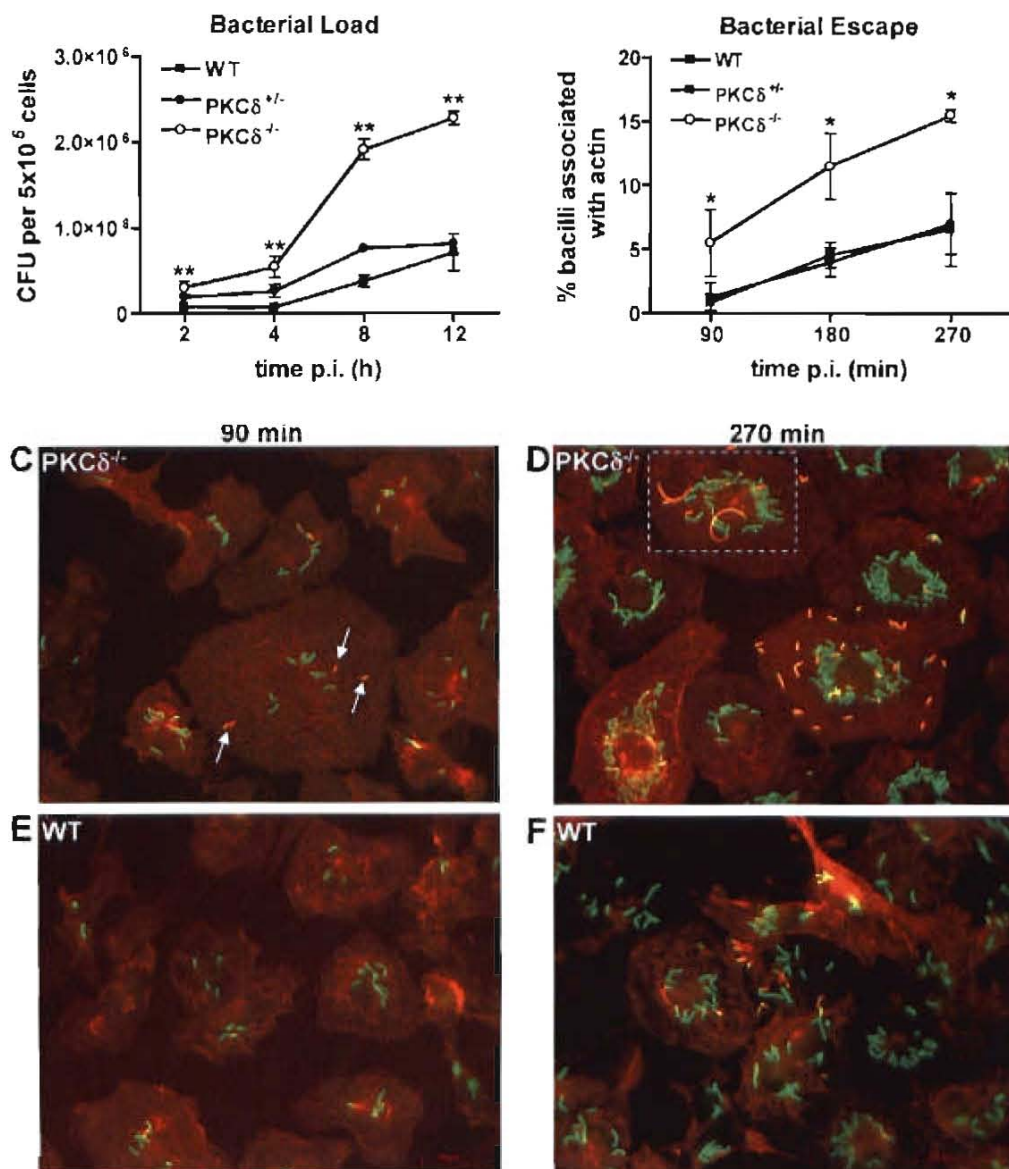 Bacterial Load
3.0×10⁶
2.0×10⁶
1.0×10⁶
0
CFU per 5x10⁵ cells
WT
PKCδ⁺/⁻
PKCδ⁻/⁻
**
**
**
**
2
4
8
12
time p.i. (h)
Bacterial Escape
20
15
10
5
0
% bacilli associated
with actin
WT
PKCδ⁺/⁻
PKCδ⁻/⁻
*
*
*
90
180
270
time p.i. (min)
90 min
270 min
C PKCδ⁻/⁻
D PKCδ⁻/⁻
E WT
F WT